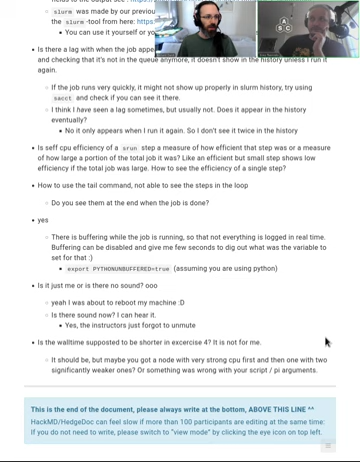 needs to the output see . https:/
slurm was made by our previou
the slurm -tool from here: https
You can use it yourself or yo
Is there a lag with when the job appe
and checking that it's not in the queue anymore, it doesn't show in the history unless I run it
again.
If the job runs very quickly, it might not show up properly in slurm history, try using
sacct and check if you can see it there.
I think I have seen a lag sometimes, but usually not. Does it appear in the history
eventually?
No it only appears when I run it again. So I don't see it twice in the history
Is seff cpu efficiency of a srun step a measure of how efficient that step was or a measure
of how large a portion of the total job it was? Like an efficient but small step shows low
efficiency if the total job was large. How to see the efficiency of a single step?
How to use the tail command, not able to see the steps in the loop
Do you see them at the end when the job is done?
yes
There is buffering while the job is running, so that not everything is logged in real time.
Buffering can be disabled and give me few seconds to dig out what was the variable to
set for that :)
export PYTHONUNBUFFERED=true (assuming you are using python)
Is it just me or is there no sound? ooo
yeah I was about to reboot my machine :D
Is there sound now? I can hear it.
Yes, the instructors just forgot to unmute
Is the walltime supposted to be shorter in excercise 4? It is not for me.
It should be, but maybe you got a node with very strong cpu first and then one with two
significantly weaker ones? Or something was wrong with your script / pi arguments.
This is the end of the document, please always write at the bottom, ABOVE THIS LINE ^^
HackMD/HedgeDoc can feel slow if more than 100 participants are editing at the same time:
If you do not need to write, please switch to "view mode" by clicking the eye icon on top left.